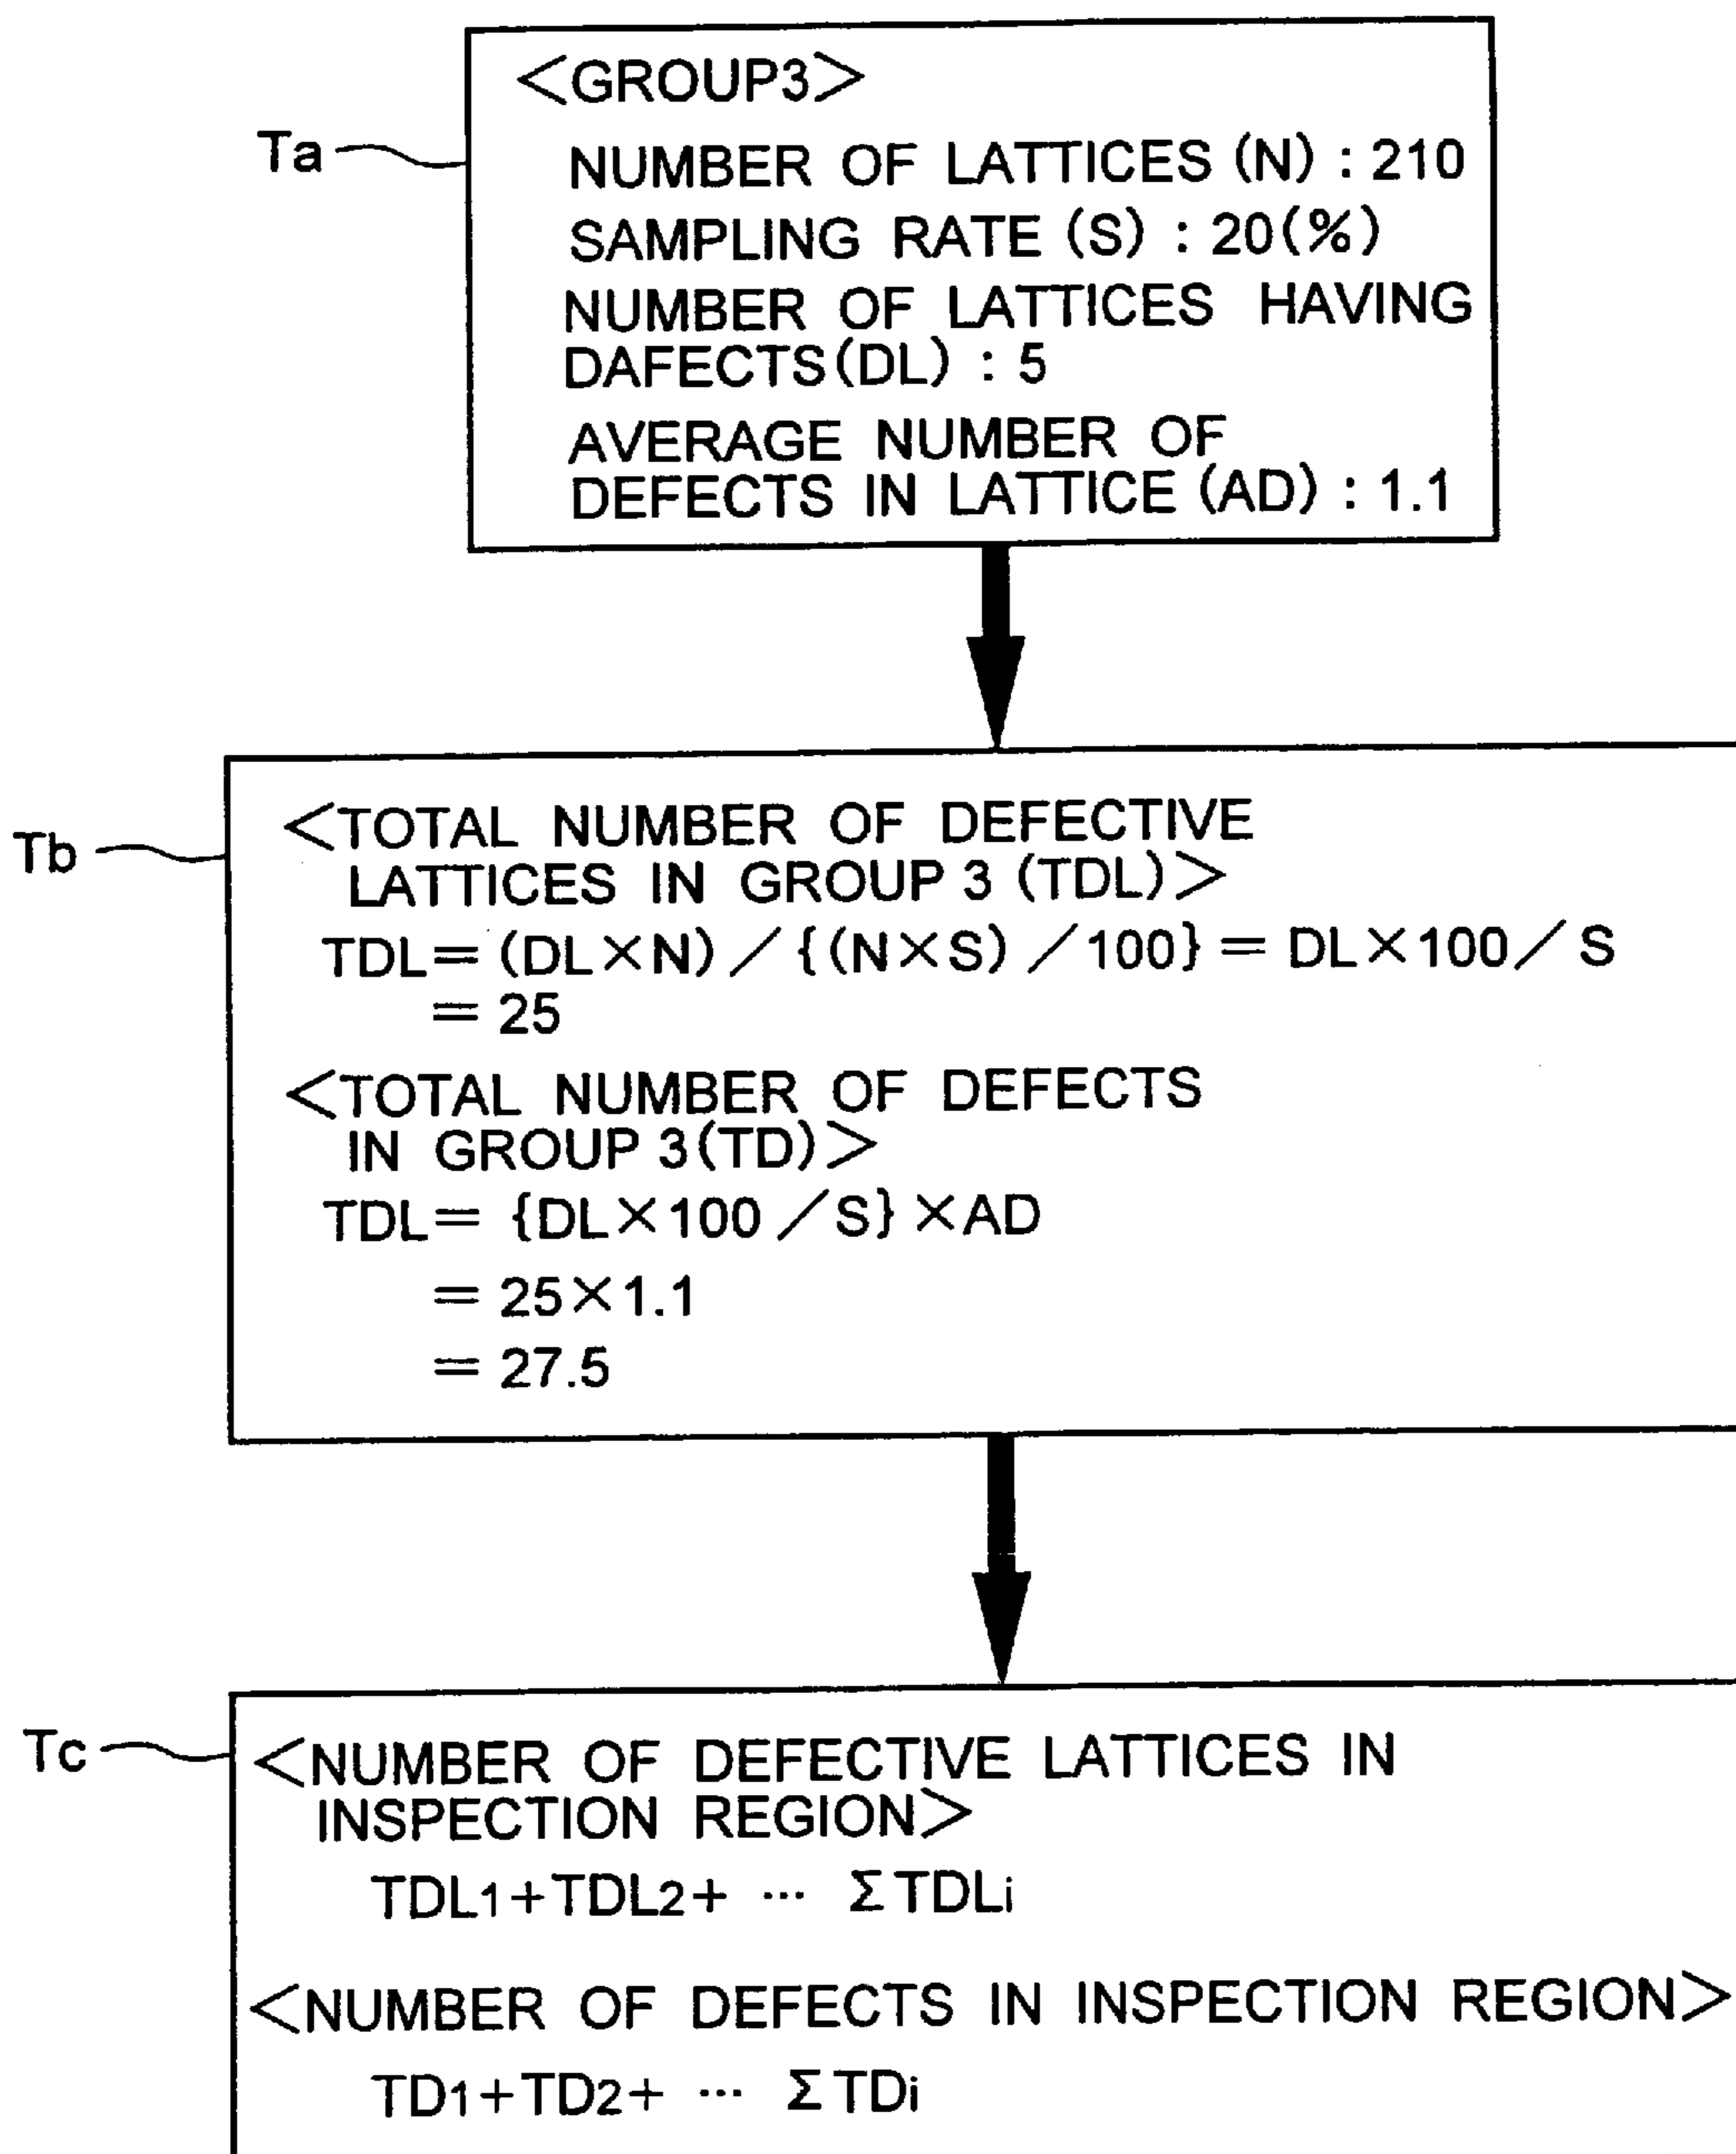 <GROUP3>
Ta
NUMBER OF LATTICES (N) : 210
SAMPLING RATE (S) : 20(%)
NUMBER OF LATTICES HAVING
DAFECTS(DL) : 5
AVERAGE NUMBER OF
DEFECTS IN LATTICE (AD) : 1.1
Tb
<TOTAL NUMBER OF DEFECTIVE
LATTICES IN GROUP 3 (TDL)>
TDL= (DL×N) / {(N×S) /100} = DL×100/ S
= 25
<TOTAL NUMBER OF DEFECTS
IN GROUP 3(TD)>
TDL= {DL×100 /S} ×AD
= 25×1.1
= 27.5
Tc
<NUMBER OF DEFECTIVE LATTICES IN
INSPECTION REGION>
TDL1+TDL2+ ··· ΣTDLi
<NUMBER OF DEFECTS IN INSPECTION REGION>
TD1+TD2+ ··· ΣTDi